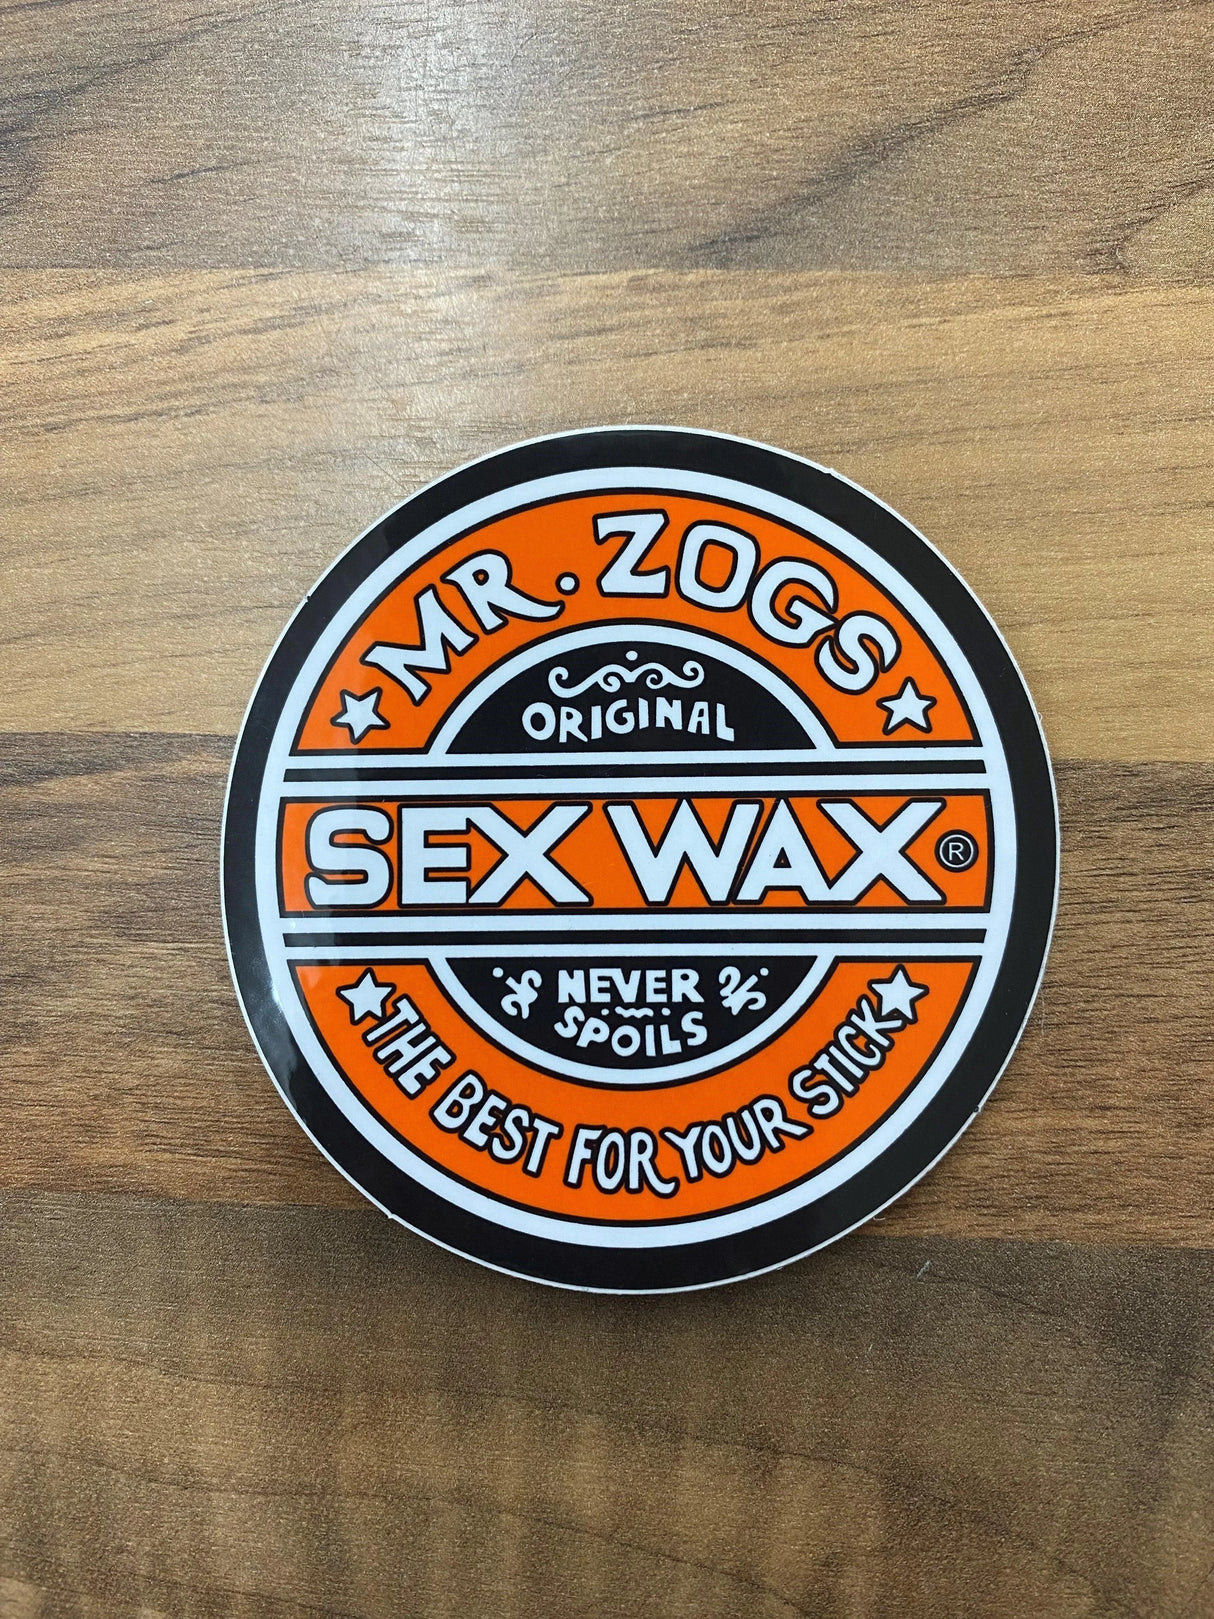 MR. ZOGS
ORIGINAL
SEX WAX®
NEVER
SPOILS
THE BEST FOR YOUR STICK